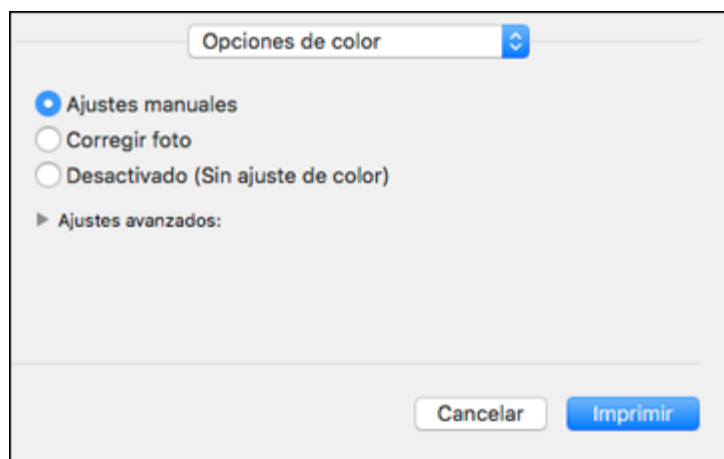 Opciones de color
Ajustes manuales
Corregir foto
Desactivado (Sin ajuste de color)
Ajustes avanzados:
Cancelar
Imprimir